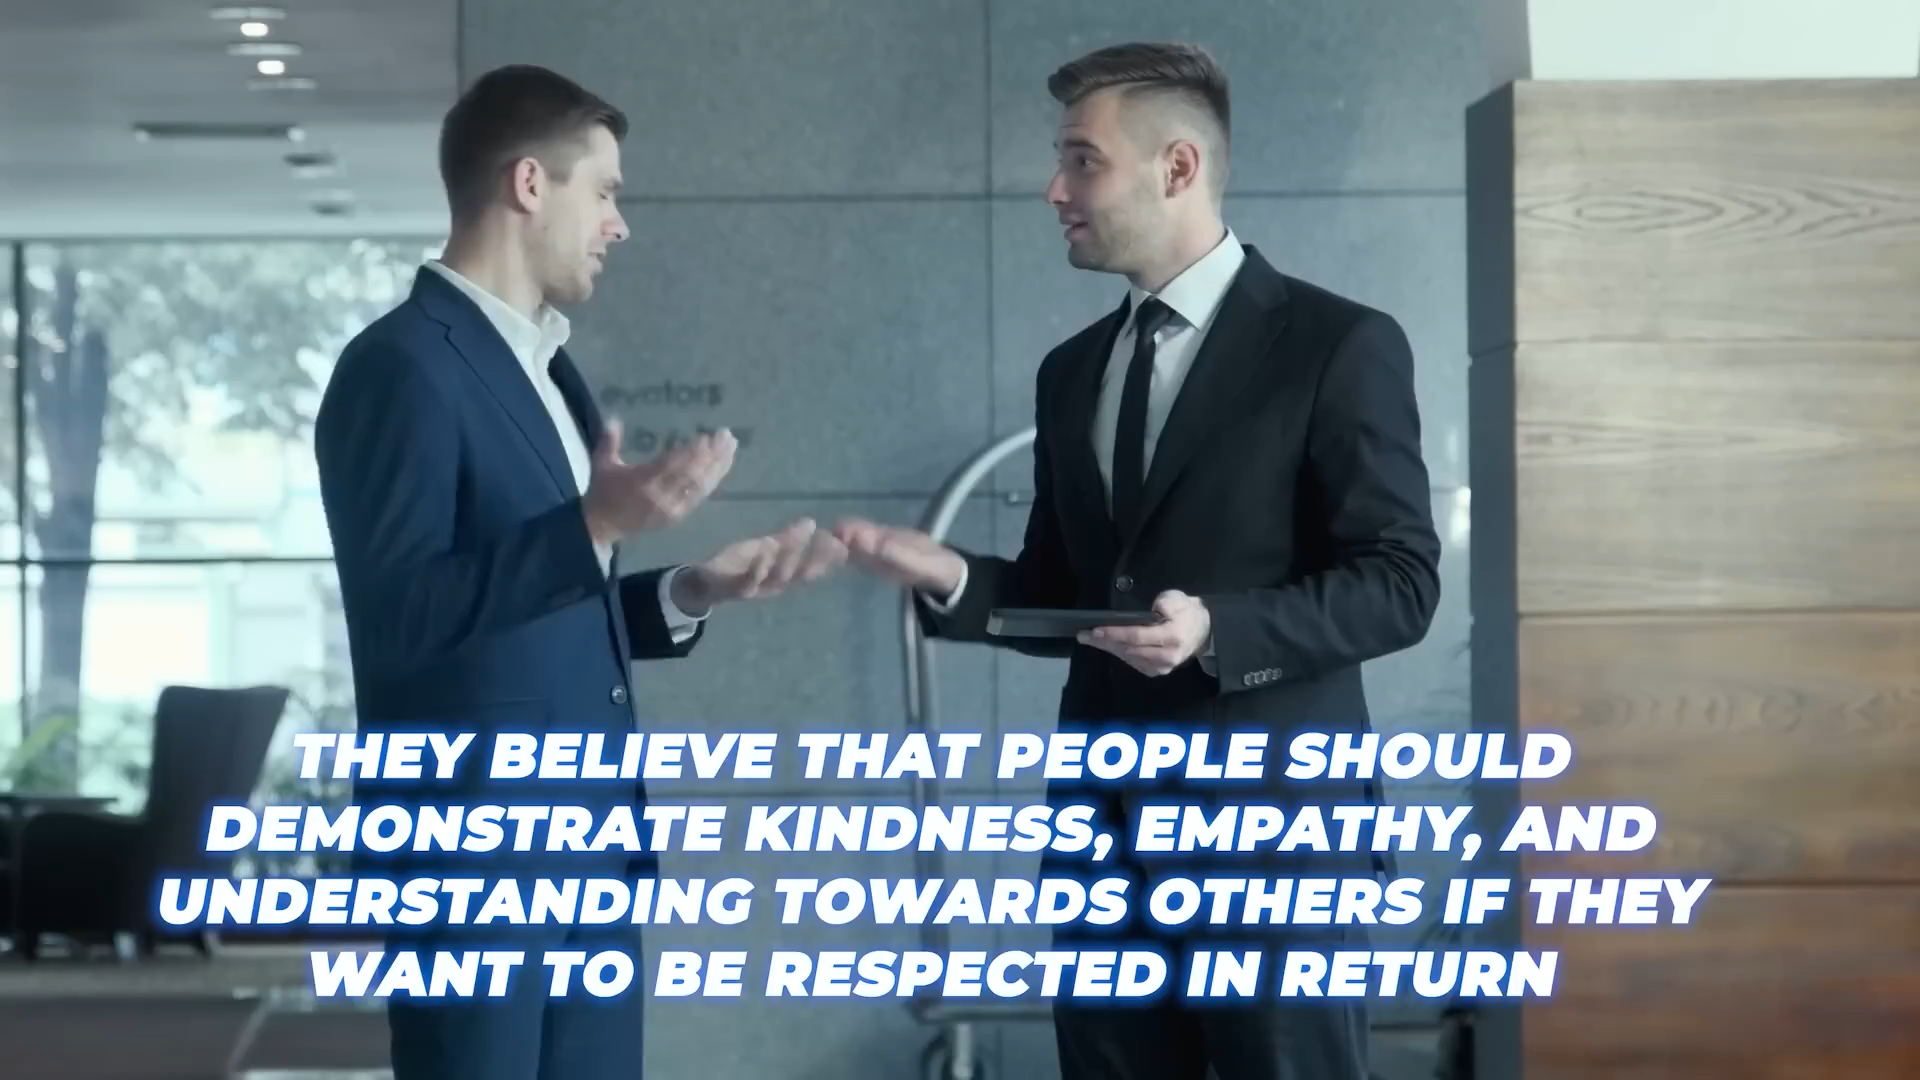 evators
THEY BELIEVE THAT PEOPLE SHOULD
DEMONSTRATE KINDNESS, EMPATHY, AND
UNDERSTANDING TOWARDS OTHERS IF THEY
WANT TO BE RESPECTED IN RETURN